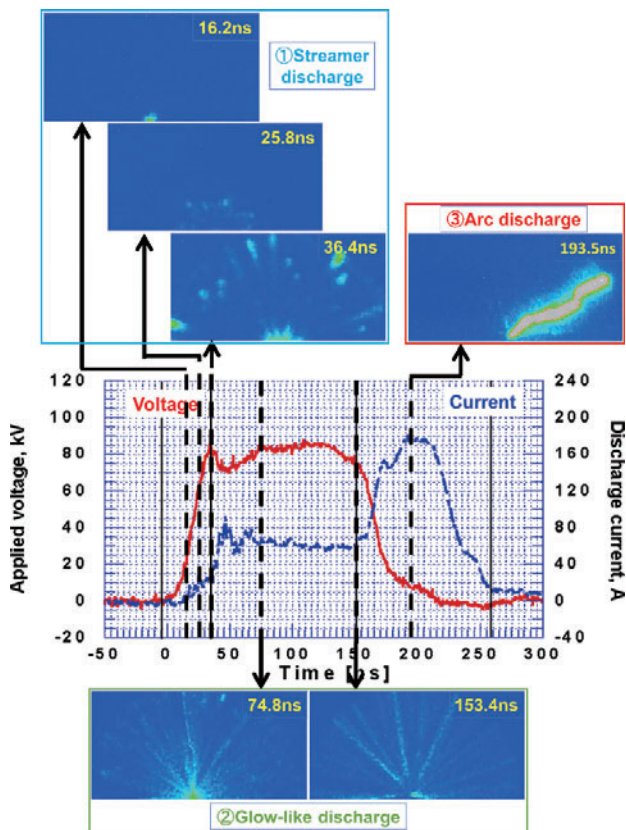 16.2ns
①Streamer
discharge
25.8ns
36.4ns
③Arc discharge
193.5ns
120
100
80
60
40
20
0
-20
Applied voltage, kV
Voltage
Current
240
200
160
120
80
40
0
-40
Discharge current, A
-50 0 50 100 150 200 250 300
Time [ns]
74.8ns
153.4ns
②Glow-like discharge